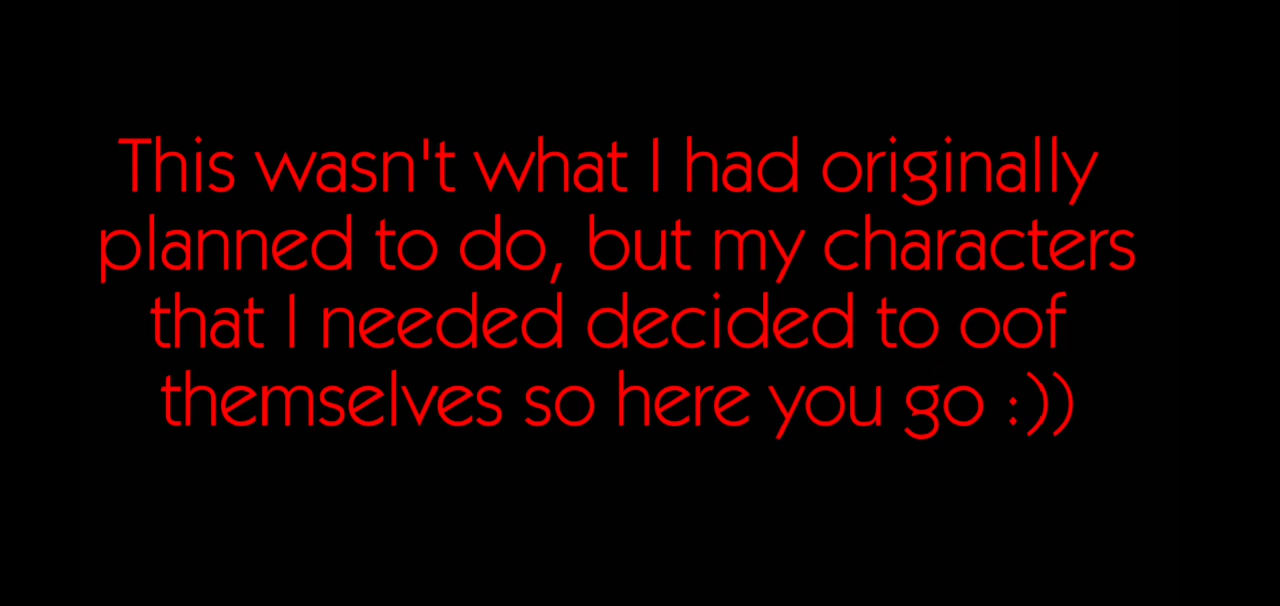 This wasn't what I had originally
planned to do, but my characters
that I needed decided to oof
themselves so here you go :))